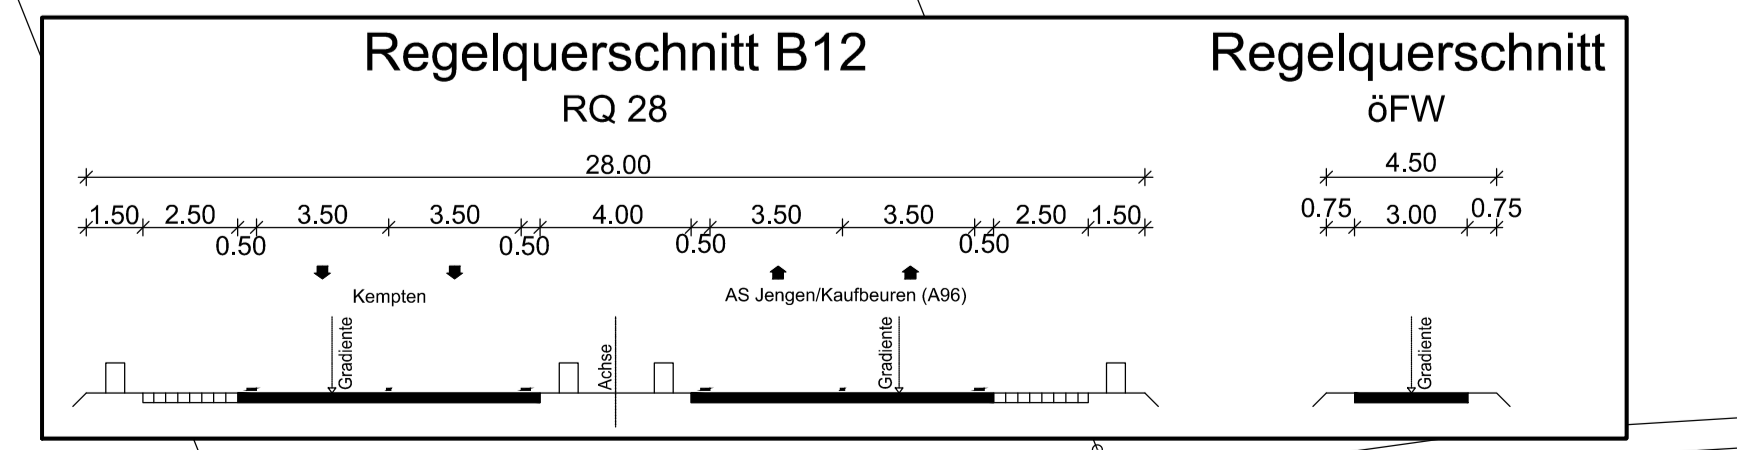 Regelquerschnitt B12
RQ 28
28.00
1.50 2.50 3.50 3.50 4.00 3.50 3.50 2.50 1.50
0.50 0.50 0.50 0.50
Kempten
AS Jengen/Kaufbeuren (A96)
Gradiente
Achse
Gradiente
Regelquerschnitt
öFW
4.50
0.75 3.00 0.75
Gradiente